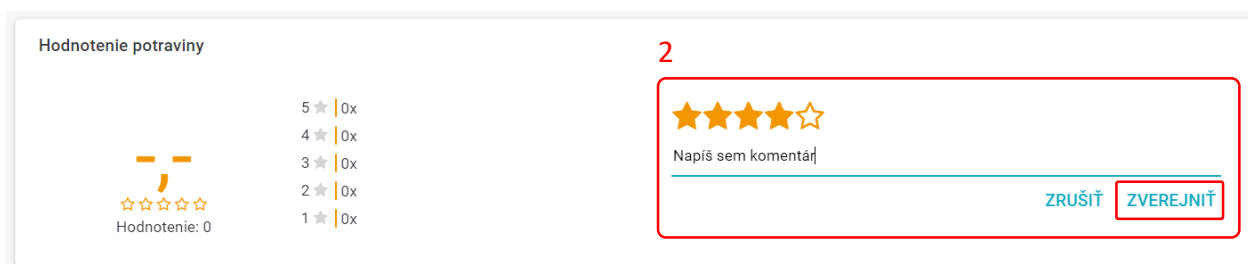 Hodnotenie potraviny
-,-
Hodnotenie: 0
5 0x
4 0x
3 0x
2 0x
1 0x
2
Napíš sem komentár
ZRUŠIŤ ZVEREJNIŤ